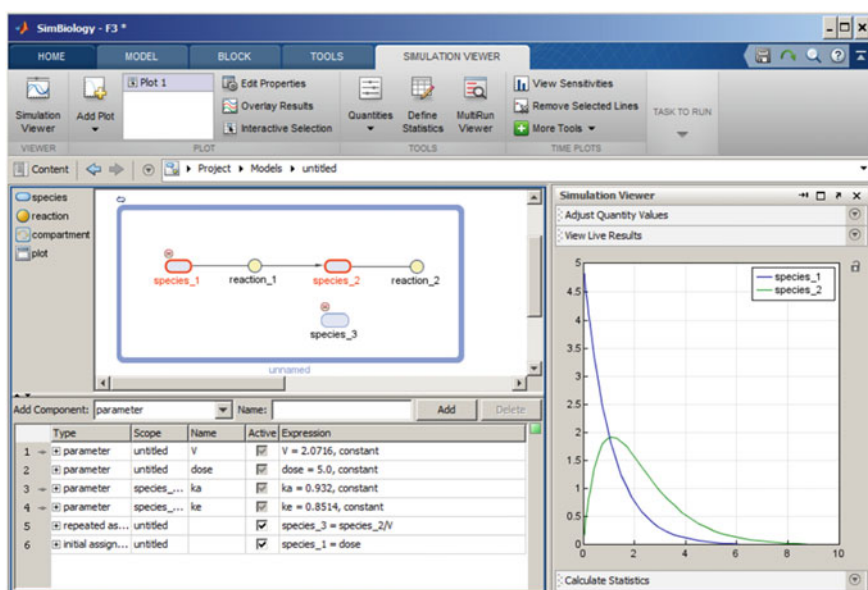 SimBiology - F3 *
HOME MODEL BLOCK TOOLS SIMULATION VIEWER
Simulation Viewer
Add Plot
Plot 1
Edit Properties
Overlay Results
Interactive Selection
Quantities
Define Statistics
MultiRun Viewer
View Sensitivities
Remove Selected Lines
More Tools
TASK TO RUN
VIEWER PLOT TOOLS TIME PLOTS
Content Project Models untitled
species
reaction
compartment
plot
species_1 reaction_1 species_2 reaction_2
species_3
unnamed
Add Component: parameter Name: Add Delete
Type Scope Name Active Expression
1 parameter untitled V V = 2.0716, constant
2 parameter untitled dose dose = 5.0, constant
3 parameter species_... ka ka = 0.932, constant
4 parameter species_... ke ke = 0.8514, constant
5 repeated as... untitled species_3 = species_2/V
6 initial assign... untitled species_1 = dose
Simulation Viewer
Adjust Quantity Values
View Live Results
species_1
species_2
5
4.5
4
3.5
3
2.5
2
1.5
1
0.5
0
0 2 4 6 8 10
Calculate Statistics